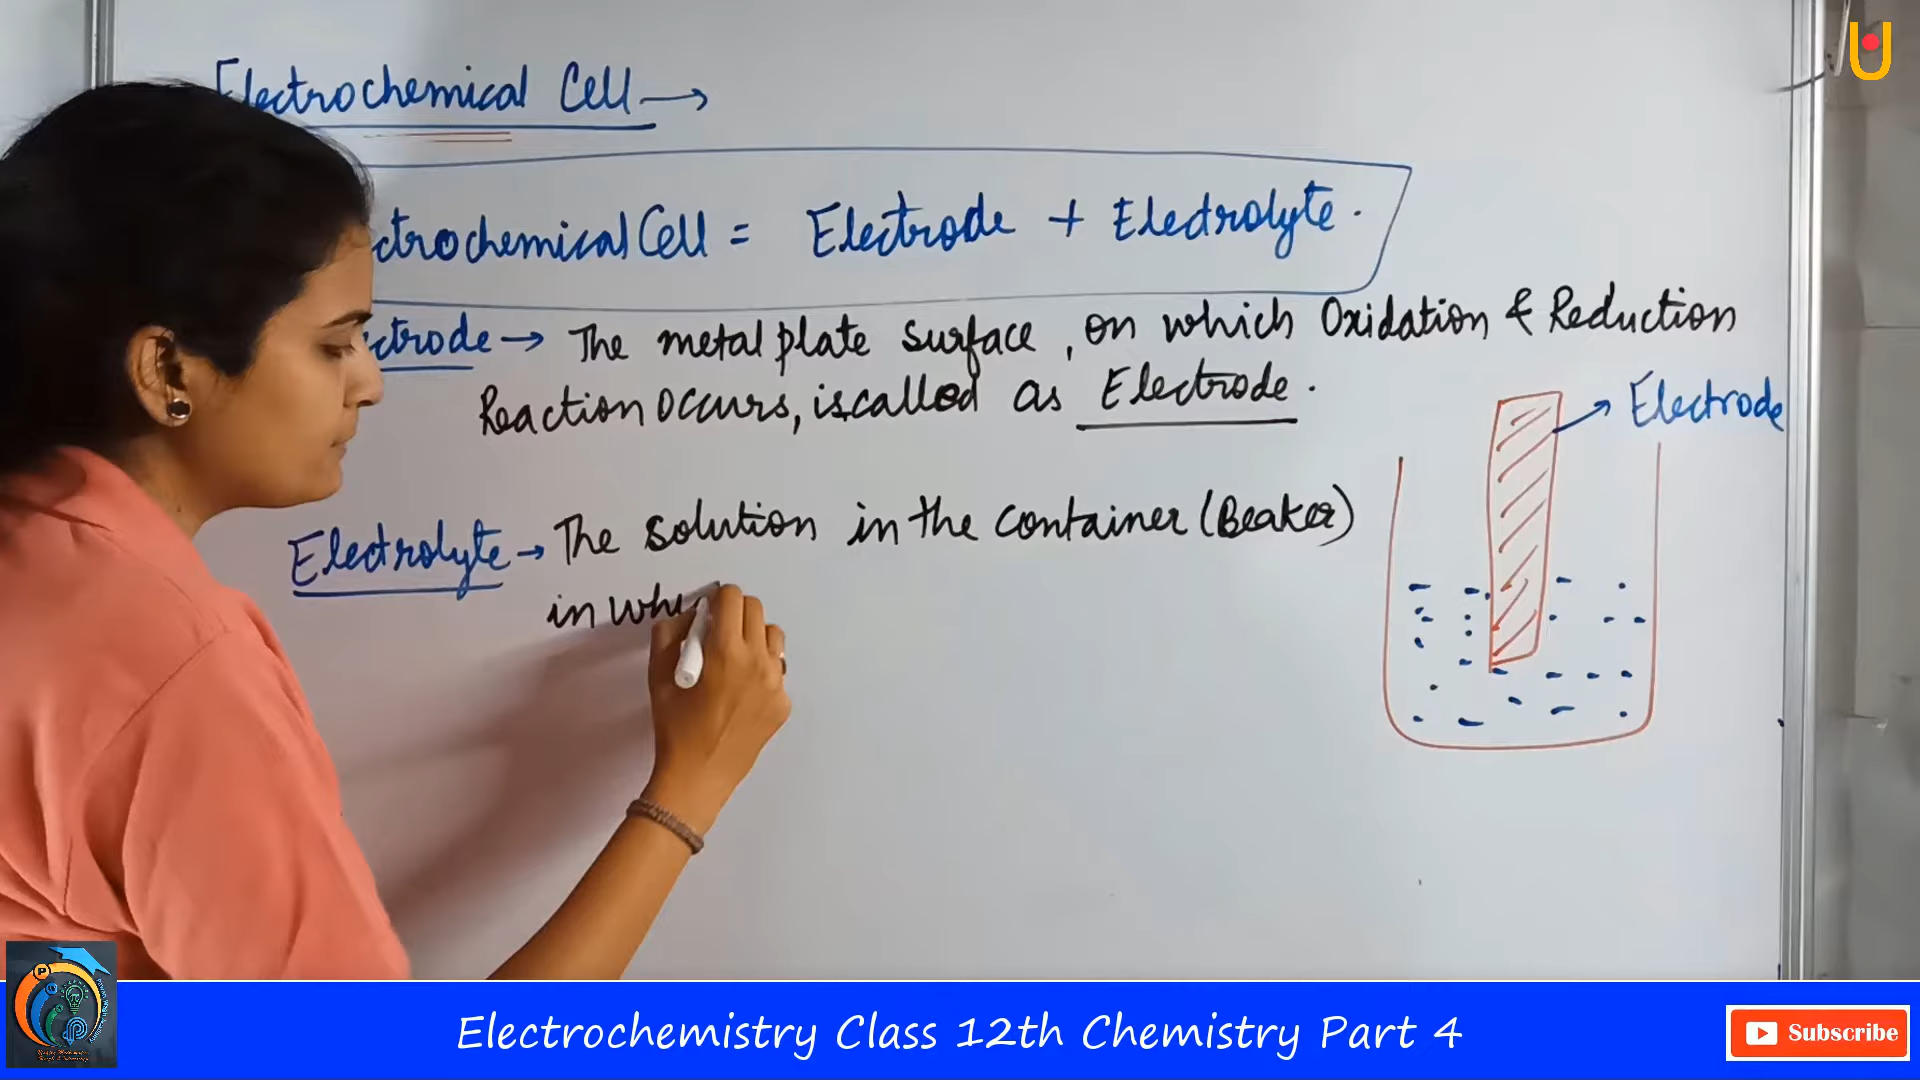 Electrochemical Cell →
ctrochemical Cell = Electrode + Electrolyte.
ctrode → The metal plate surface, on which Oxidation & Reduction
Reaction occurs, is called as Electrode.
Electrode
Electrolyte → The solution in the container (Beaker)
in whi
Electrochemistry Class 12th Chemistry Part 4
Subscribe